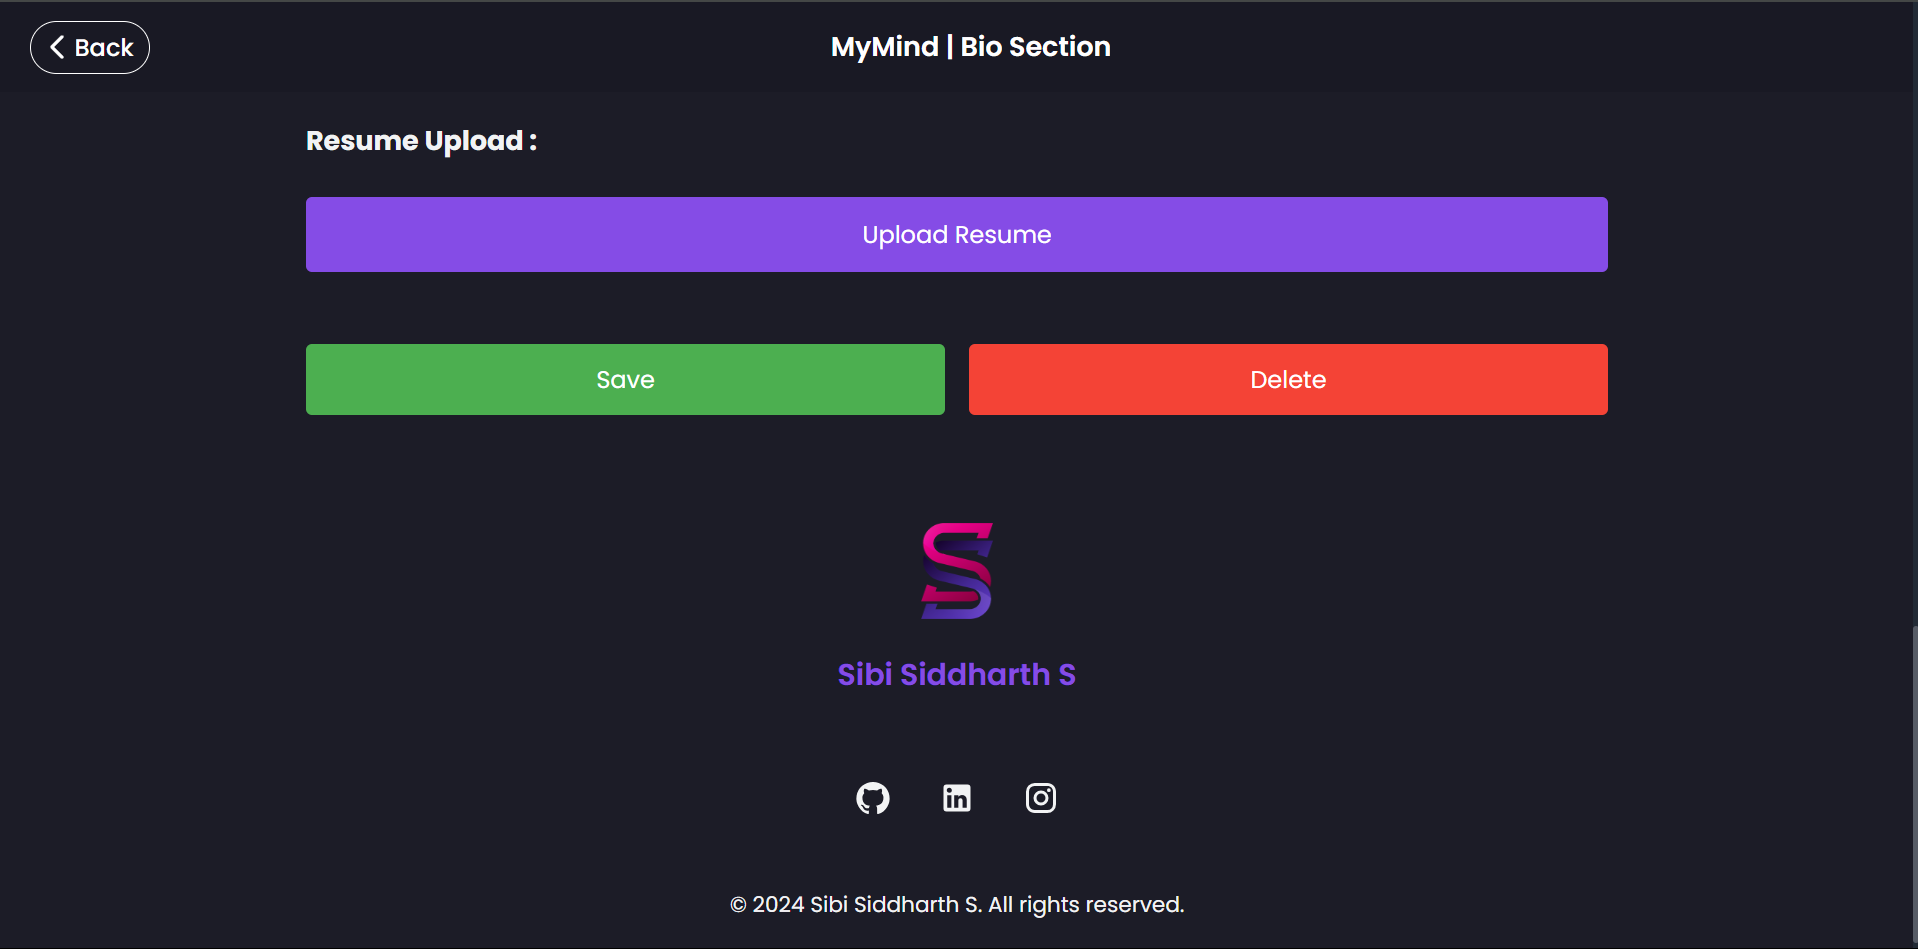 Back
MyMind | Bio Section
Resume Upload :
Upload Resume
Save
Delete
Sibi Siddharth S
© 2024 Sibi Siddharth S. All rights reserved.